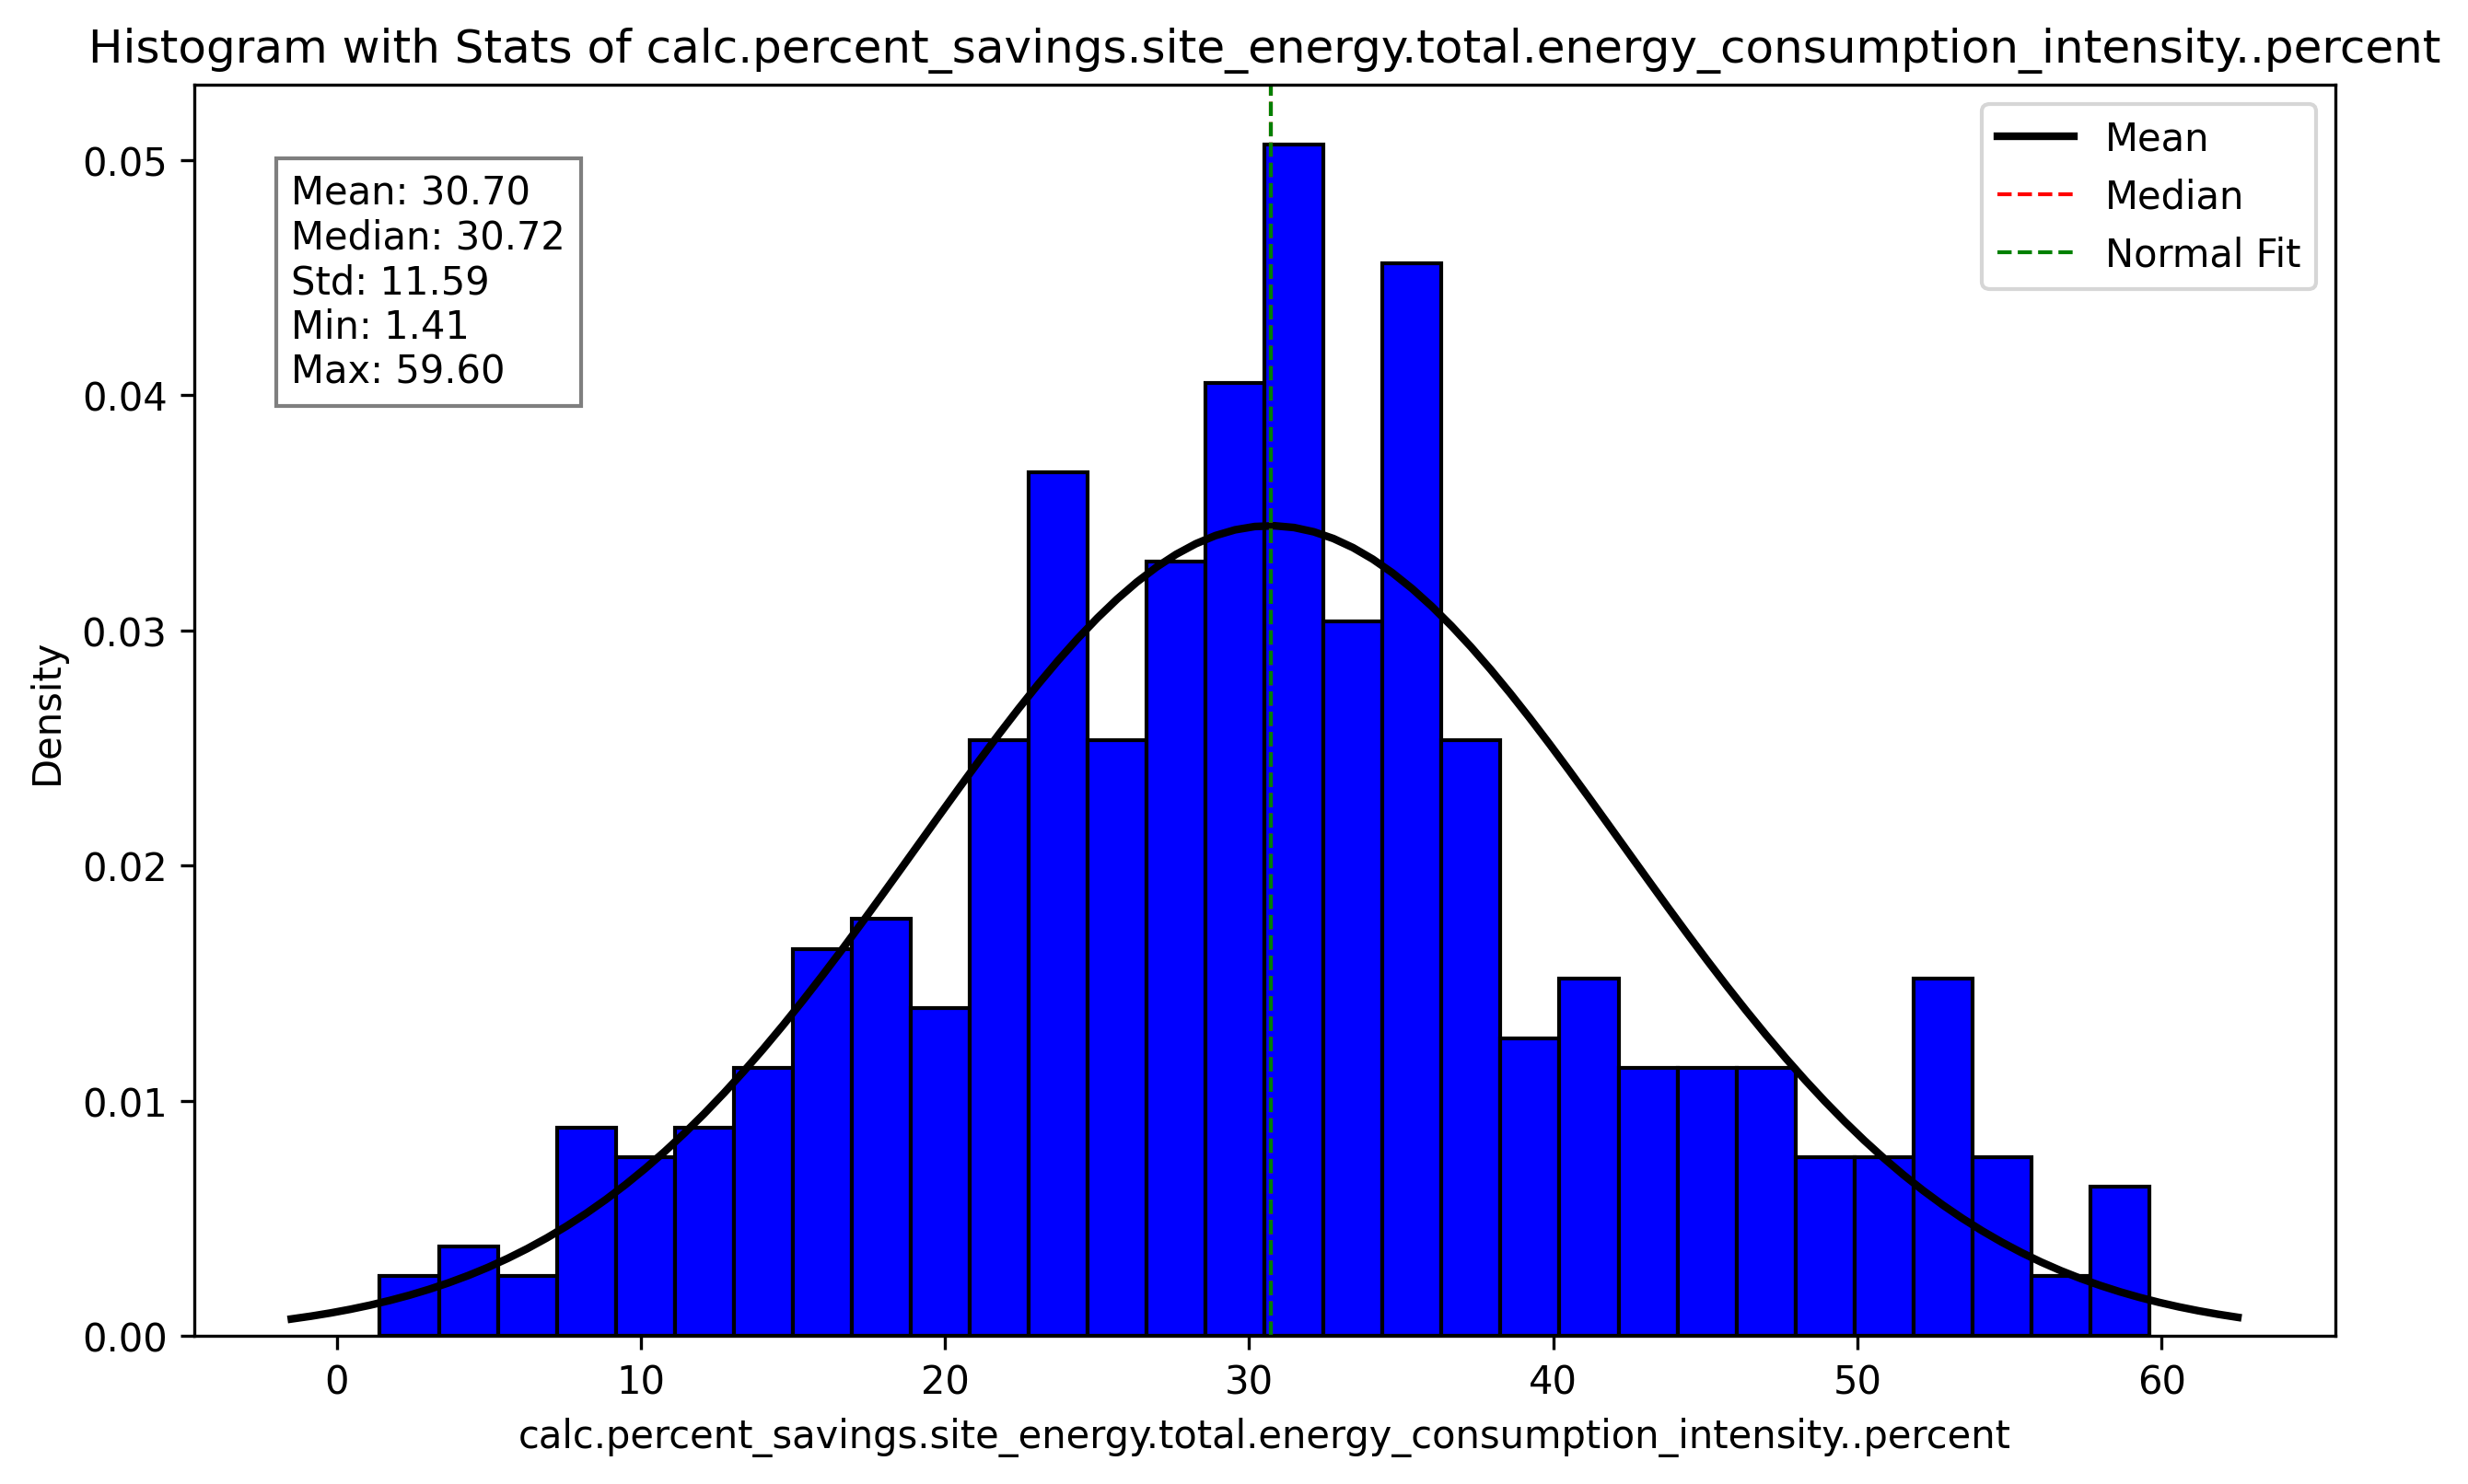 Histogram with Stats of calc.percent_savings.site_energy.total.energy_consumption_intensity..percent
Mean: 30.70
Median: 30.72
Std: 11.59
Min: 1.41
Max: 59.60
Mean
Median
Normal Fit
Density
0.05
0.04
0.03
0.02
0.01
0.00
0 10 20 30 40 50 60
calc.percent_savings.site_energy.total.energy_consumption_intensity..percent